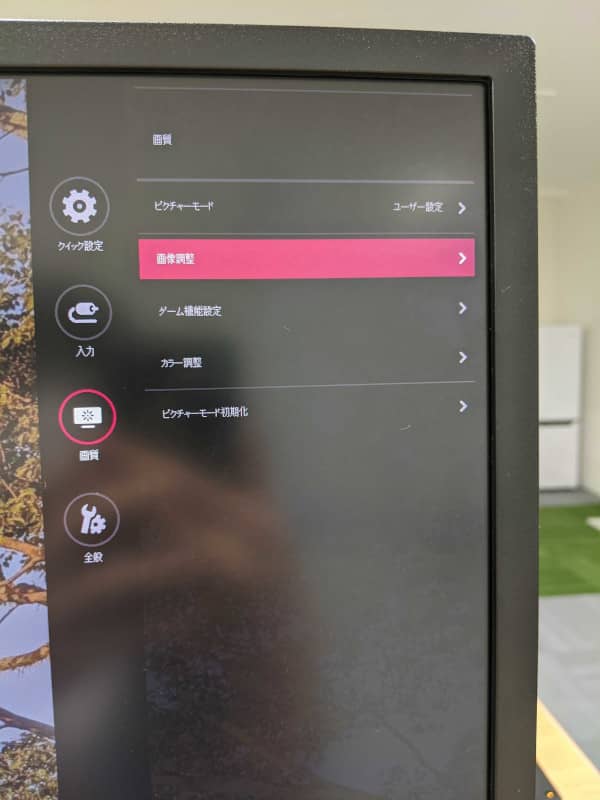 画質
ピクチャーモード ユーザー設定
クイック設定
画像調整
ゲーム機能設定
入力
カラー調整
ピクチャーモード初期化
画質
全般